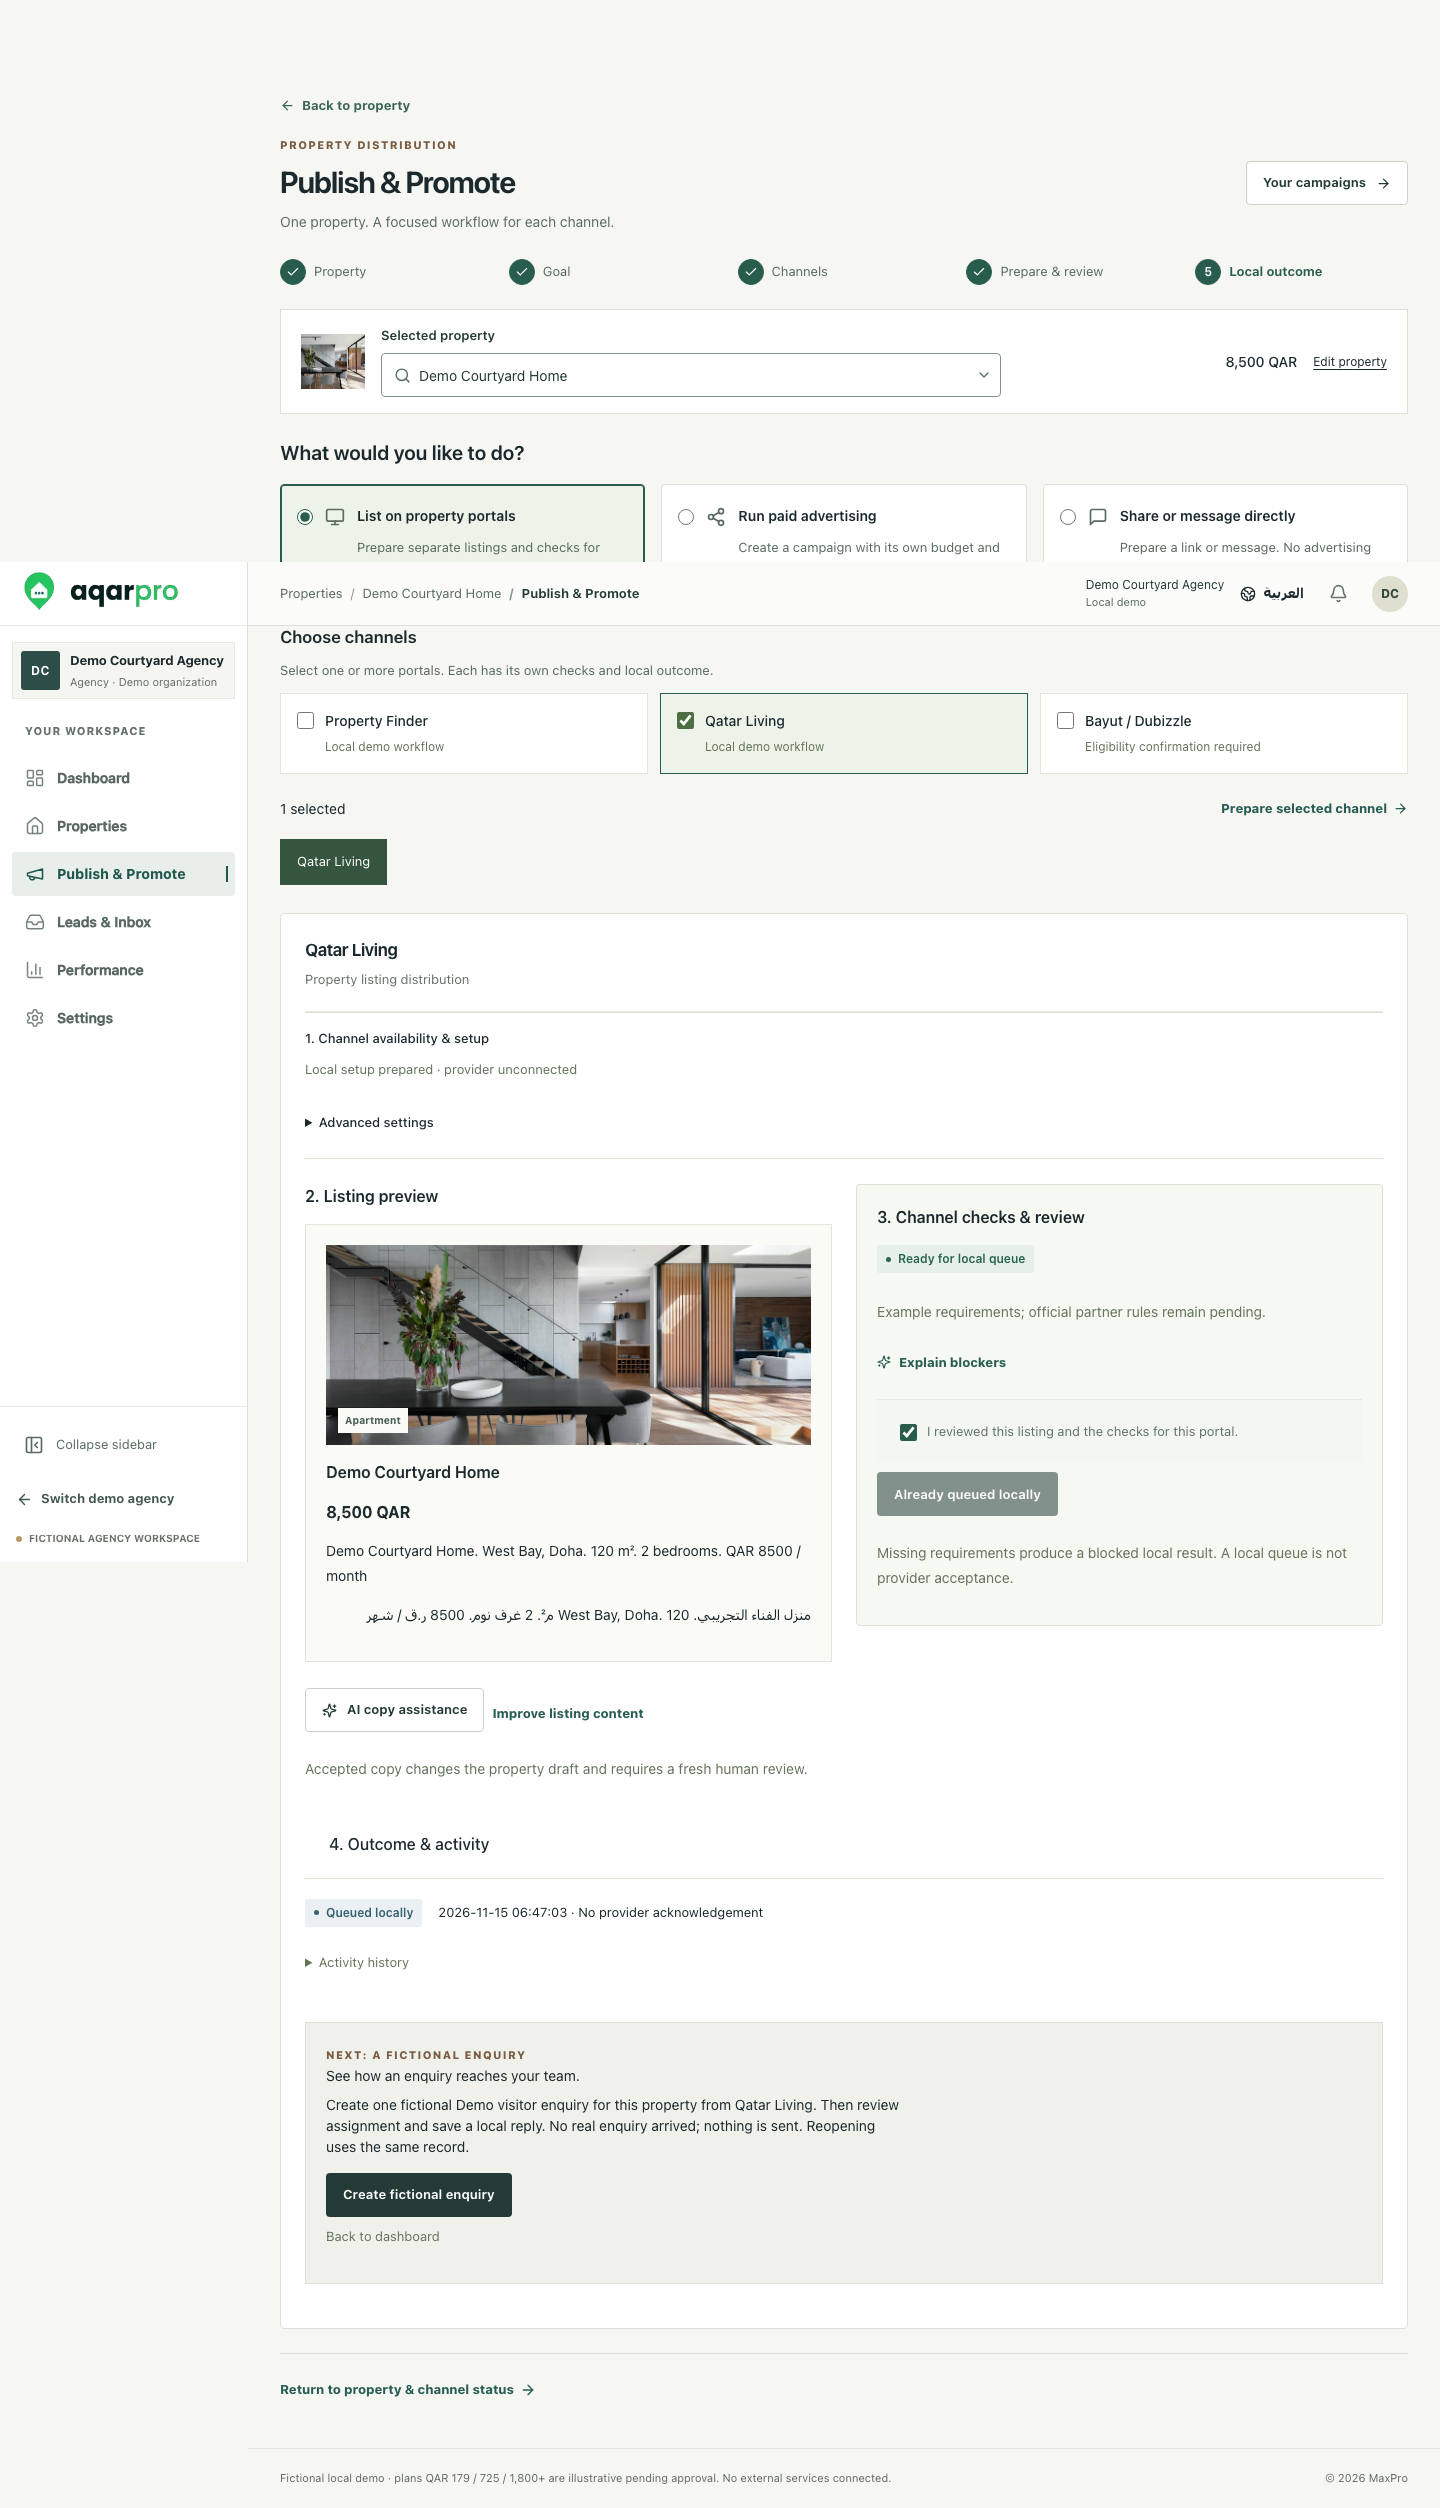 Back to property
PROPERTY DISTRIBUTION
Publish & Promote
Your campaigns
One property. A focused workflow for each channel.
Property
Goal
Channels
Prepare & review
5 Local outcome
Selected property
Demo Courtyard Home
8,500 QAR Edit property
What would you like to do?
List on property portals
Prepare separate listings and checks for
Run paid advertising
Create a campaign with its own budget and
Share or message directly
Prepare a link or message. No advertising
aqarpro
Properties / Demo Courtyard Home / Publish & Promote
Demo Courtyard Agency
Local demo
العربية
DC
DC
Demo Courtyard Agency
Agency · Demo organization
YOUR WORKSPACE
Dashboard
Properties
Publish & Promote
Leads & Inbox
Performance
Settings
Collapse sidebar
Switch demo agency
FICTIONAL AGENCY WORKSPACE
Choose channels
Select one or more portals. Each has its own checks and local outcome.
Property Finder
Local demo workflow
Qatar Living
Local demo workflow
Bayut / Dubizzle
Eligibility confirmation required
1 selected
Prepare selected channel
Qatar Living
Qatar Living
Property listing distribution
1. Channel availability & setup
Local setup prepared · provider unconnected
Advanced settings
2. Listing preview
Apartment
Demo Courtyard Home
8,500 QAR
Demo Courtyard Home. West Bay, Doha. 120 m². 2 bedrooms. QAR 8500 /
month
منزل الفناء التجريبي. West Bay, Doha. 120 م². 2 غرف نوم. 8500 ر.ق / شهر
3. Channel checks & review
Ready for local queue
Example requirements; official partner rules remain pending.
Explain blockers
I reviewed this listing and the checks for this portal.
Already queued locally
Missing requirements produce a blocked local result. A local queue is not
provider acceptance.
AI copy assistance
Improve listing content
Accepted copy changes the property draft and requires a fresh human review.
4. Outcome & activity
Queued locally
2026-11-15 06:47:03 · No provider acknowledgement
Activity history
NEXT: A FICTIONAL ENQUIRY
See how an enquiry reaches your team.
Create one fictional Demo visitor enquiry for this property from Qatar Living. Then review
assignment and save a local reply. No real enquiry arrived; nothing is sent. Reopening
uses the same record.
Create fictional enquiry
Back to dashboard
Return to property & channel status
Fictional local demo · plans QAR 179 / 725 / 1,800+ are illustrative pending approval. No external services connected.
© 2026 MaxPro